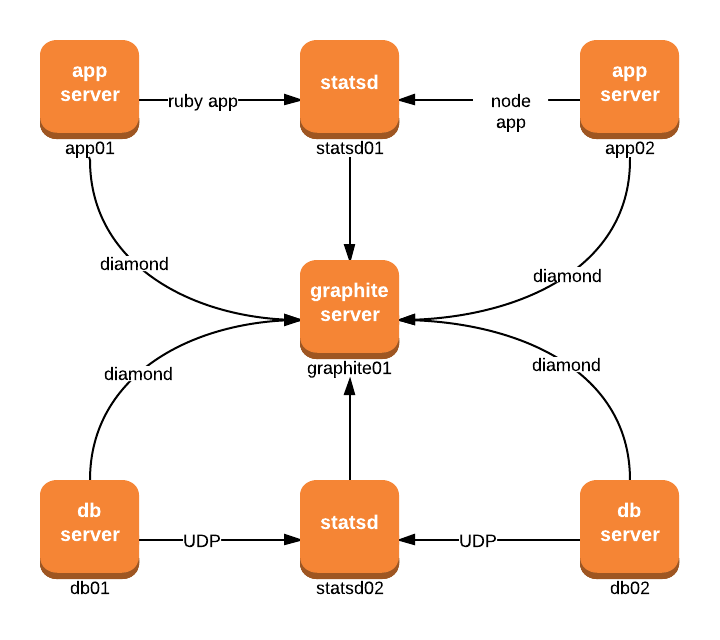 app
server
app01
ruby app
statsd
statsd01
node
app
app
server
app02
diamond
diamond
graphite
server
graphite01
diamond
diamond
db
server
db01
UDP
statsd
statsd02
UDP
db
server
db02